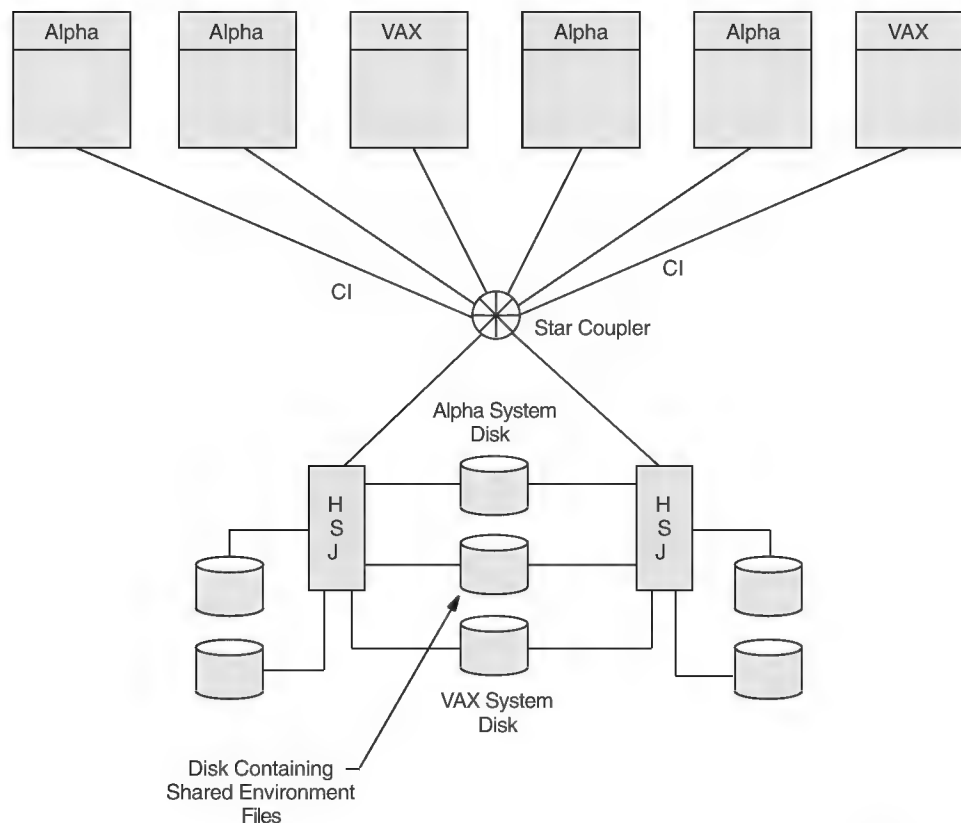 Alpha
Alpha
VAX
Alpha
Alpha
VAX
CI
CI
Star Coupler
Alpha System
Disk
H
S
J
H
S
J
VAX System
Disk
Disk Containing
Shared Environment
Files